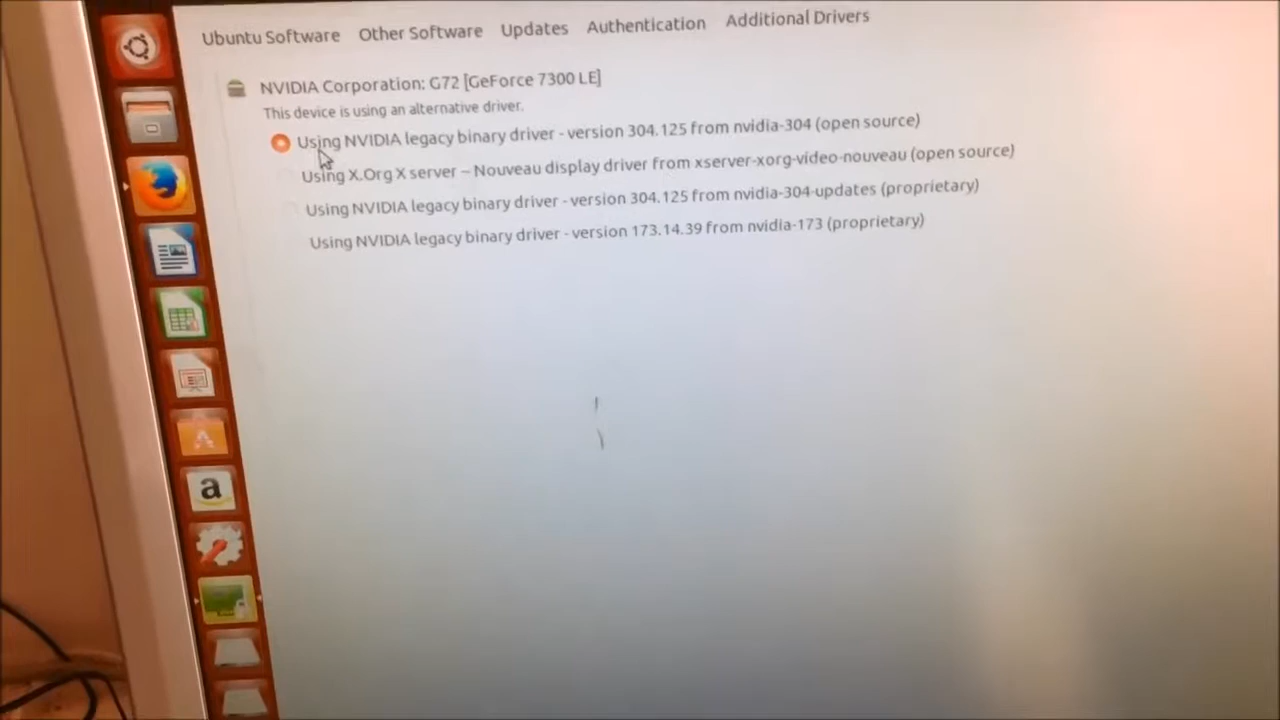 Ubuntu Software Other Software Updates Authentication Additional Drivers
NVIDIA Corporation: G72 [GeForce 7300 LE]
This device is using an alternative driver.
Using NVIDIA legacy binary driver - version 304.125 from nvidia-304 (open source)
Using X.Org X server – Nouveau display driver from xserver-xorg-video-nouveau (open source)
Using NVIDIA legacy binary driver - version 304.125 from nvidia-304-updates (proprietary)
Using NVIDIA legacy binary driver - version 173.14.39 from nvidia-173 (proprietary)
A
a